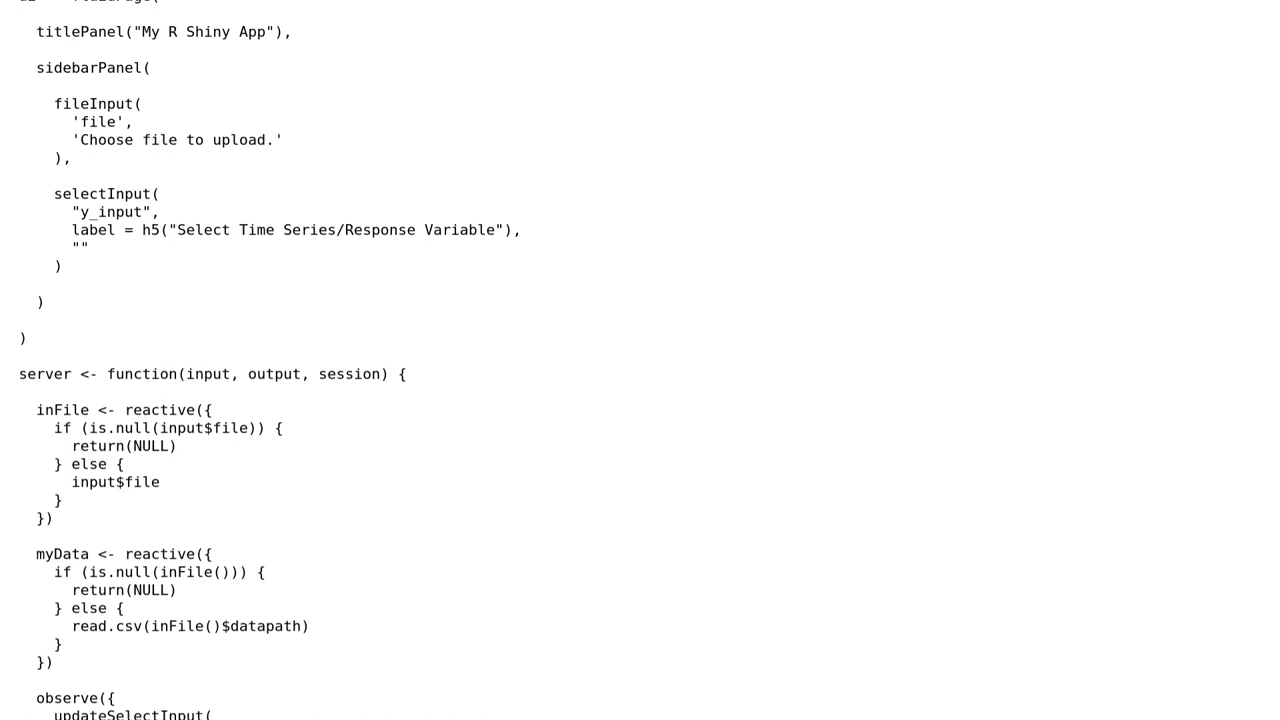 titlePanel("My R Shiny App"),
sidebarPanel(
fileInput(
'file',
'Choose file to upload.'
),
selectInput(
"y_input",
label = h5("Select Time Series/Response Variable"),
""
)
)
)
server <- function(input, output, session) {
inFile <- reactive({
if (is.null(input$file)) {
return(NULL)
} else {
input$file
}
})
myData <- reactive({
if (is.null(inFile())) {
return(NULL)
} else {
read.csv(inFile()$datapath)
}
})
observe({
updateSelectInput(